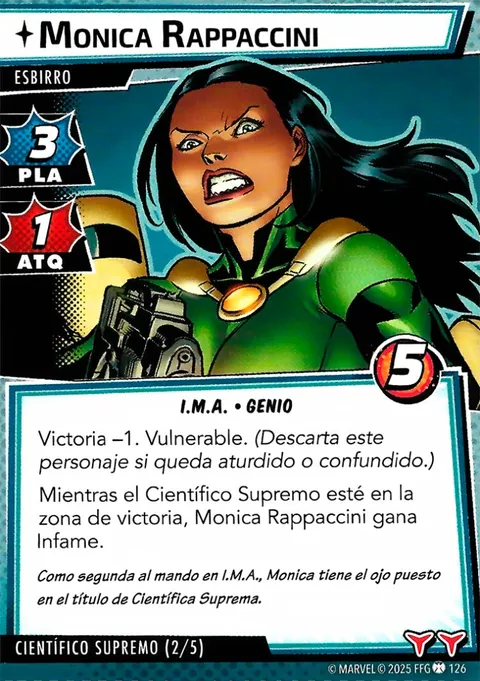 MONICA RAPPACCINI
ESBIRRO
3
PLA
1
ATQ
5
I.M.A. • GENIO
Victoria –1. Vulnerable. (Descarta este
personaje si queda aturdido o confundido.)
Mientras el Científico Supremo esté en la
zona de victoria, Monica Rappaccini gana
Infame.
Como segunda al mando en I.M.A., Monica tiene el ojo puesto
en el título de Científica Suprema.
CIENTÍFICO SUPREMO (2/5)
© MARVEL © 2025 FFG 126